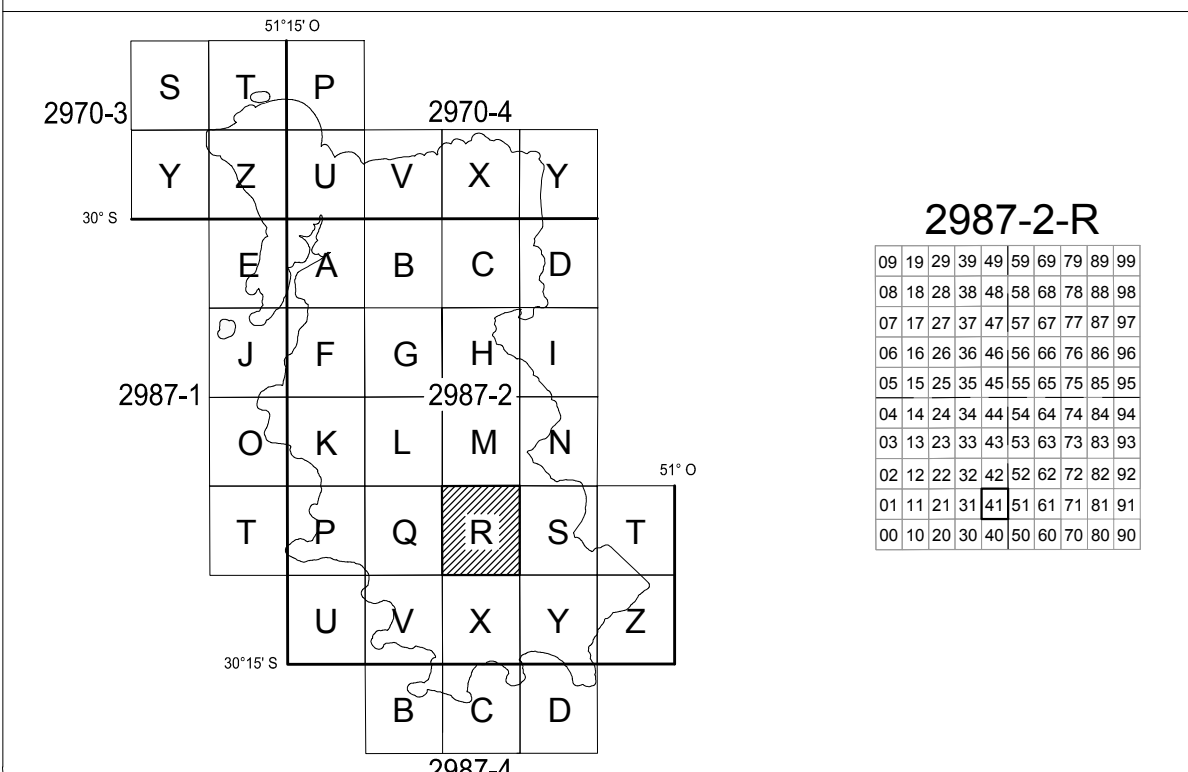 51°15' O
S T P
2970-3
2970-4
Y Z U V X Y
30° S
E A B C D
J F G H I
2987-1
2987-2
O K L M N
51° O
T P Q R S T
U V X Y Z
30°15' S
B C D
2987-4
2987-2-R
09 19 29 39 49 59 69 79 89 99
08 18 28 38 48 58 68 78 88 98
07 17 27 37 47 57 67 77 87 97
06 16 26 36 46 56 66 76 86 96
05 15 25 35 45 55 65 75 85 95
04 14 24 34 44 54 64 74 84 94
03 13 23 33 43 53 63 73 83 93
02 12 22 32 42 52 62 72 82 92
01 11 21 31 41 51 61 71 81 91
00 10 20 30 40 50 60 70 80 90